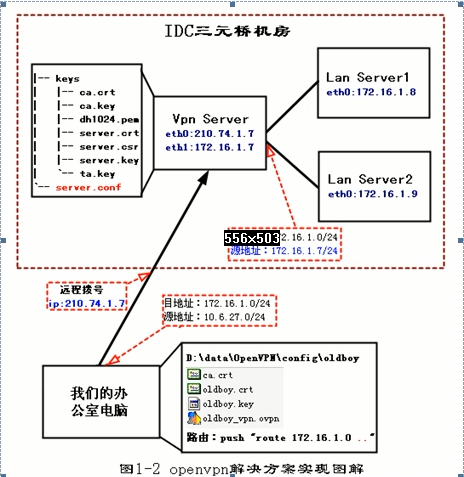 IDC三元桥机房
|-- keys
|-- ca.crt
|-- ca.key
|-- dh1024.pem
|-- server.crt
|-- server.csr
|-- server.key
`-- ta.key
`-- server.conf
Vpn Server
eth0:210.74.1.7
eth1:172.16.1.7
Lan Server1
eth0:172.16.1.8
Lan Server2
eth0:172.16.1.9
556x503
2.16.1.0/24
源地址：172.16.1.7/24
远程拨号
ip:210.74.1.7
目地址：172.16.1.0/24
源地址：10.6.27.0/24
我们的办
公室电脑
D:\data\OpenVPN\config\oldboy
ca.crt
oldboy.crt
oldboy.key
oldboy_vpn.ovpn
路由：push "route 172.16.1.0 .."
图1-2 openvpn解决方案实现图解